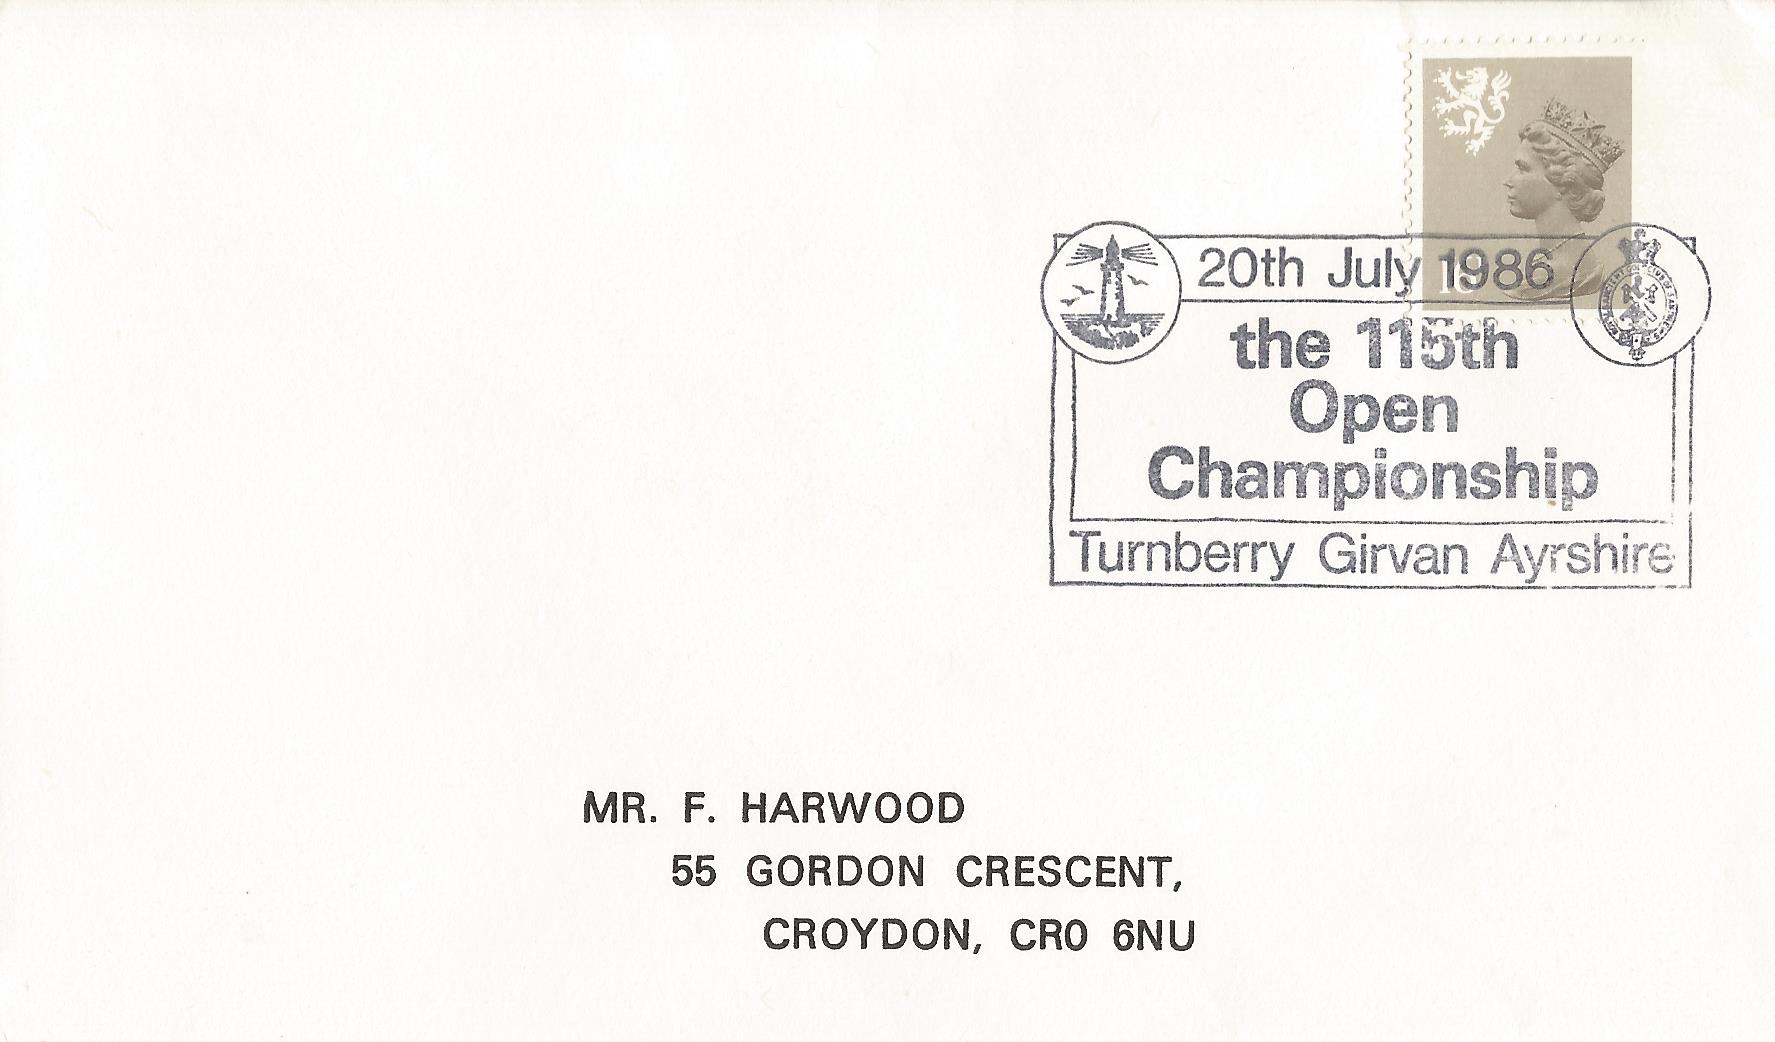 20th July 1986
the 115th
Open
Championship
Turnberry Girvan Ayrshire
MR. F. HARWOOD
55 GORDON CRESCENT,
CROYDON, CR0 6NU